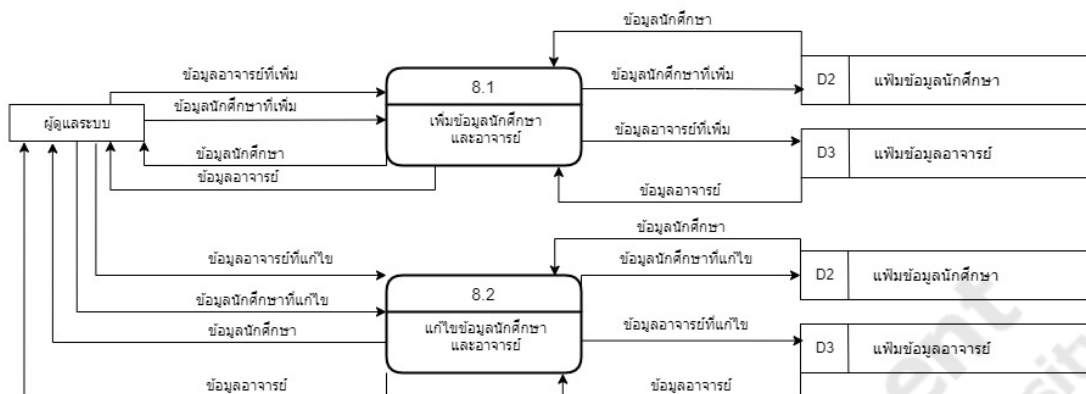 ข้อมูลนักศึกษา
ข้อมูลอาจารย์ที่เพิ่ม
ข้อมูลนักศึกษาที่เพิ่ม
8.1
D2
แฟ้มข้อมูลนักศึกษา
ข้อมูลนักศึกษาที่เพิ่ม
ผู้ดูแลระบบ
เพิ่มข้อมูลนักศึกษา
และอาจารย์
ข้อมูลอาจารย์ที่เพิ่ม
ข้อมูลนักศึกษา
D3
แฟ้มข้อมูลอาจารย์
ข้อมูลอาจารย์
ข้อมูลอาจารย์
ข้อมูลนักศึกษา
ข้อมูลอาจารย์ที่แก้ไข
ข้อมูลนักศึกษาที่แก้ไข
D2
แฟ้มข้อมูลนักศึกษา
8.2
ข้อมูลนักศึกษาที่แก้ไข
ข้อมูลนักศึกษา
แก้ไขข้อมูลนักศึกษา
และอาจารย์
ข้อมูลอาจารย์ที่แก้ไข
D3
แฟ้มข้อมูลอาจารย์
ข้อมูลอาจารย์
ข้อมูลอาจารย์